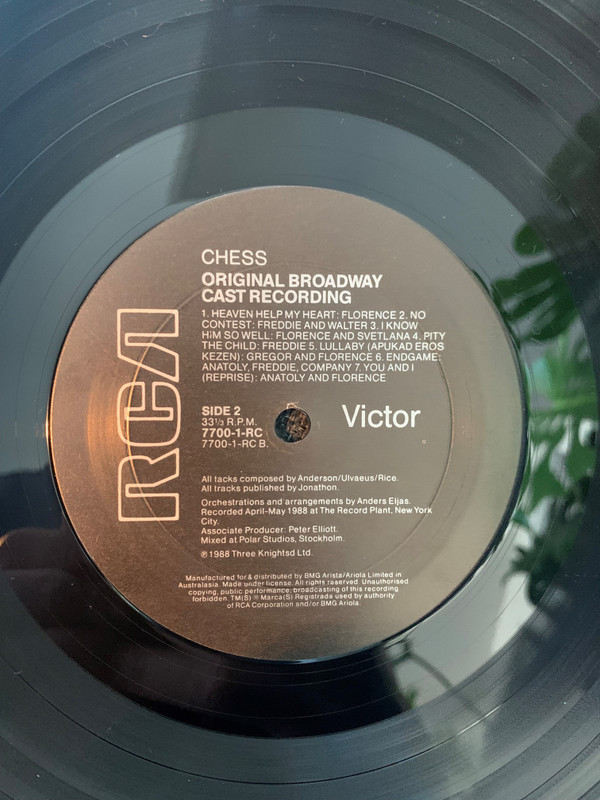 CHESS
ORIGINAL BROADWAY
CAST RECORDING
1. HEAVEN HELP MY HEART: FLORENCE 2. NO
CONTEST: FREDDIE AND WALTER 3. I KNOW
HIM SO WELL: FLORENCE AND SVETLANA 4. PITY
THE CHILD: FREDDIE 5. LULLABY (APUKAD EROS
KEZEN): GREGOR AND FLORENCE 6. ENDGAME:
ANATOLY, FREDDIE, COMPANY 7. YOU AND I
(REPRISE): ANATOLY AND FLORENCE
RCA
SIDE 2
33⅓ R.P.M.
7700-1-RC
7700-1-RC B.
Victor
All tacks composed by Anderson/Ulvaeus/Rice.
All tracks published by Jonathon.
Orchestrations and arrangements by Anders Eljas.
Recorded April-May 1988 at The Record Plant, New York
City.
Associate Producer: Peter Elliott.
Mixed at Polar Studios, Stockholm.
℗ 1988 Three Knightsd Ltd.
Manufactured for & distributed by BMG Arista/Ariola Limited in
Australasia. Made under license. All rights reserved. Unauthorised
copying, public performance, broadcasting of this recording
forbidden. TM(S) ® Marca(S) Registrada used by authority
of RCA Corporation and/or BMG Ariola.